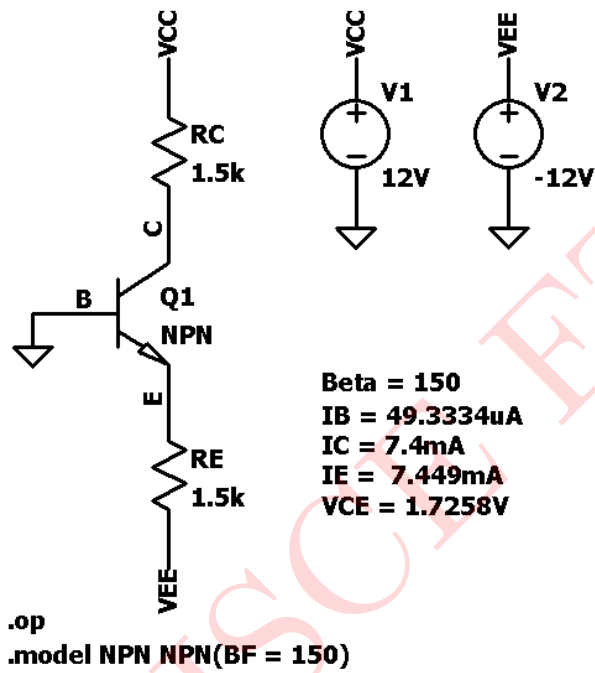 VCC
RC
1.5k
C
B
Q1
NPN
E
RE
1.5k
VEE
VCC
V1
12V
VEE
V2
-12V
Beta = 150
IB = 49.3334uA
IC = 7.4mA
IE = 7.449mA
VCE = 1.7258V
.op
.model NPN NPN(BF = 150)